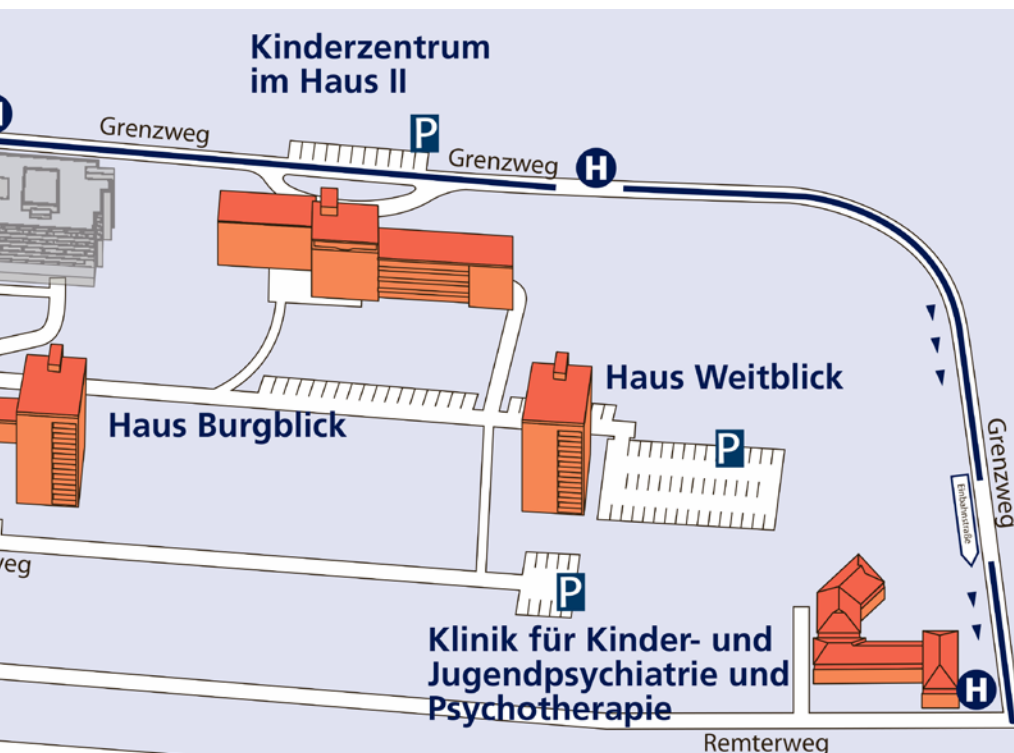 Kinderzentrum
im Haus II
H
Grenzweg
P
Grenzweg
H
Haus Weitblick
Haus Burgblick
P
Grenzweg
Einbahnstraße
weg
P
Klinik für Kinder- und
Jugendpsychiatrie und
Psychotherapie
H
Remterweg